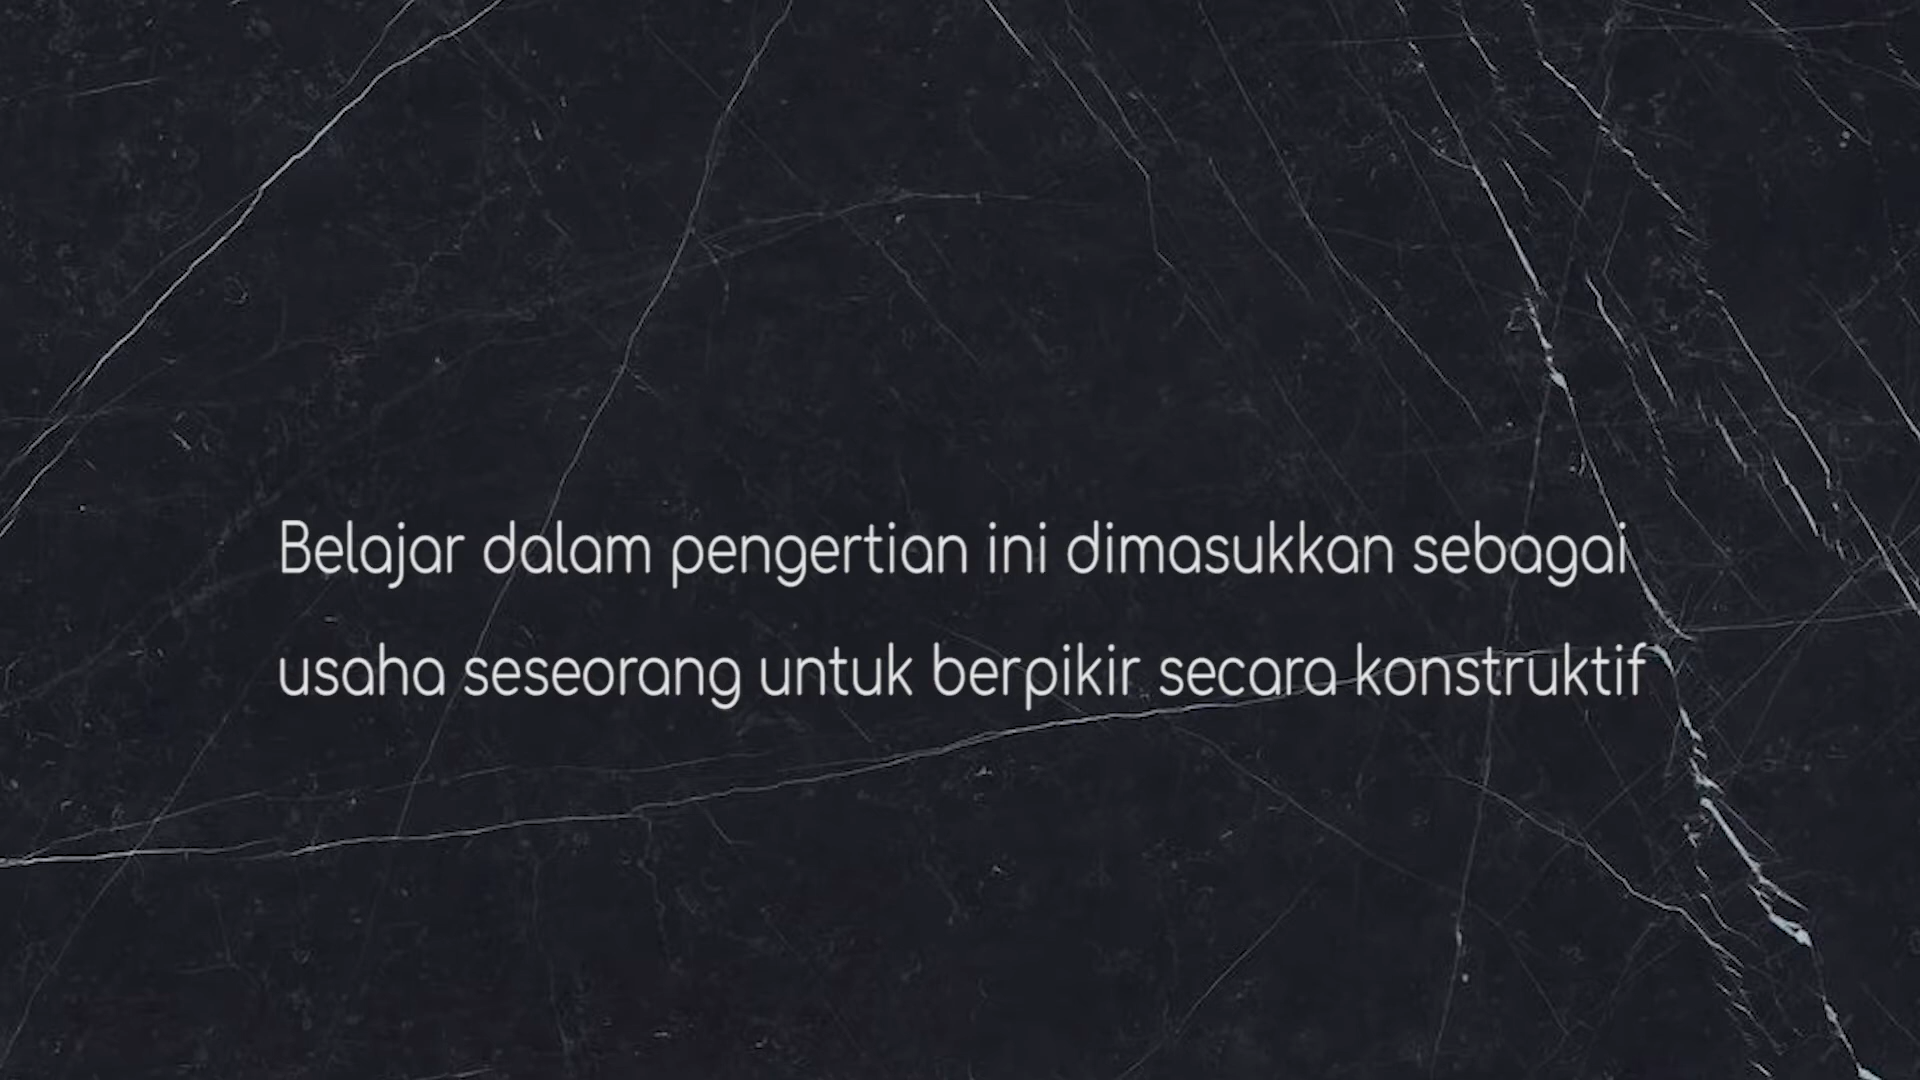 Belajar dalam pengertian ini dimasukkan sebagai
usaha seseorang untuk berpikir secara konstruktif